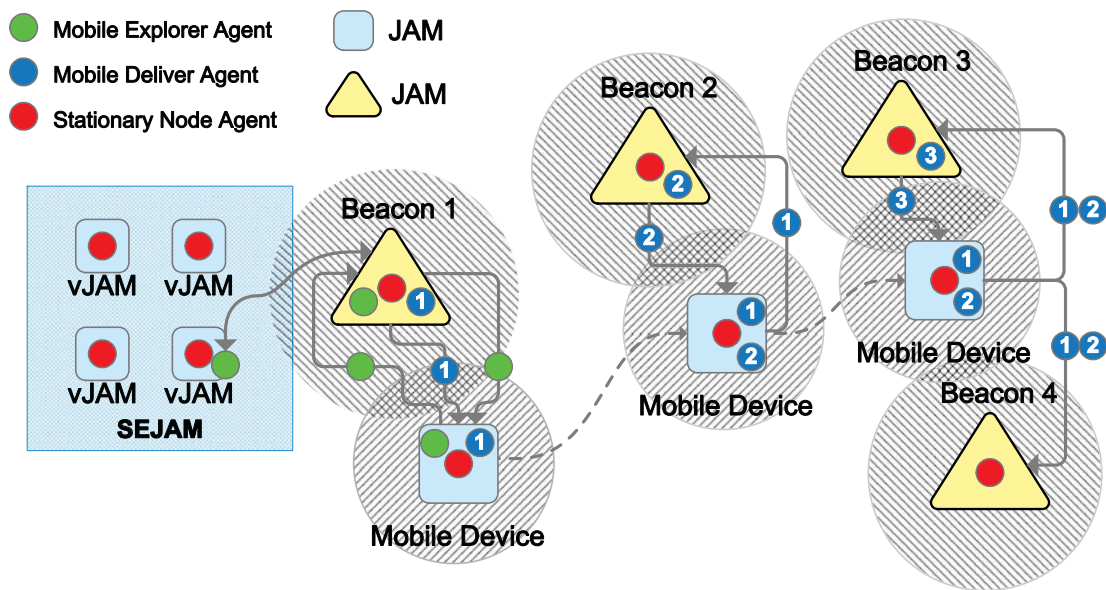 Mobile Explorer Agent
JAM
Mobile Deliver Agent
JAM
Stationary Node Agent
Beacon 3
Beacon 2
3
2
3
1 2
Beacon 1
vJAM
vJAM
2
1
1
2
1
1
2
1
Mobile Device
1 2
1
vJAM
vJAM
SEJAM
Mobile Device
Beacon 4
1
Mobile Device